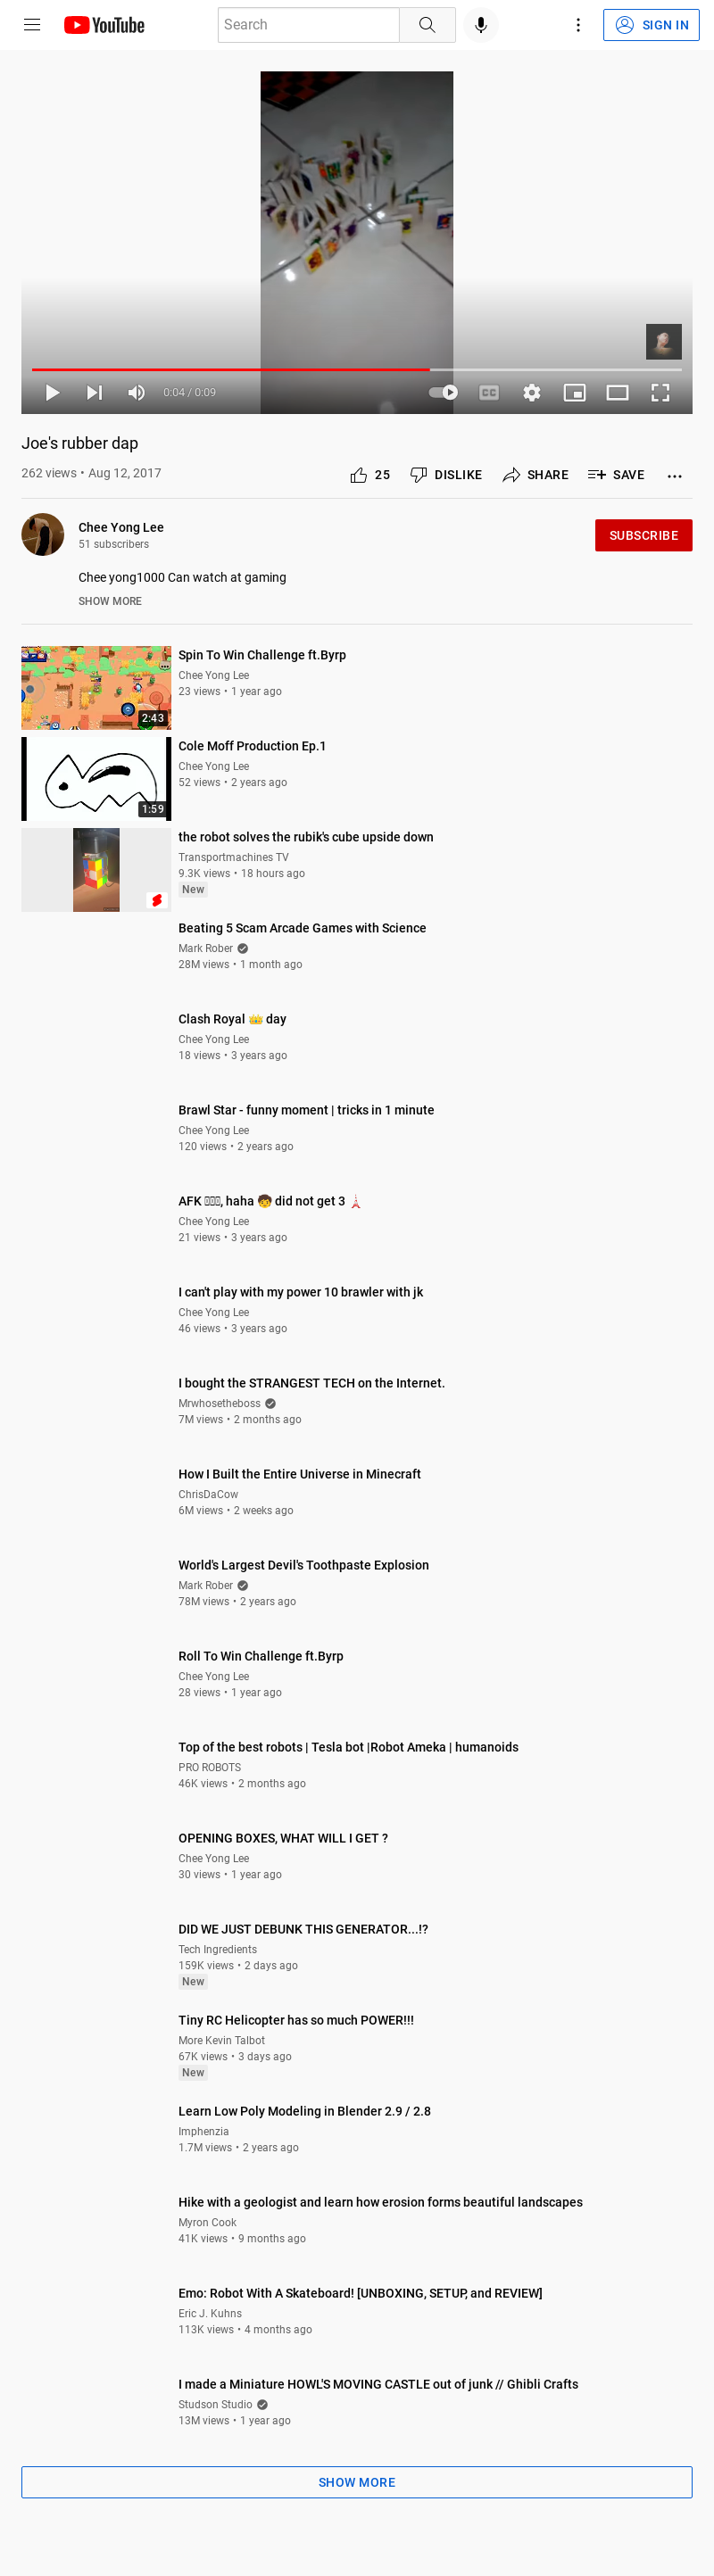 YouTube
Search
SIGN IN
0:04 / 0:09
CC
Joe's rubber dap
262 views • Aug 12, 2017
25
DISLIKE
SHARE
SAVE
Chee Yong Lee
51 subscribers
SUBSCRIBE
Chee yong1000 Can watch at gaming
SHOW MORE
2:43
Spin To Win Challenge ft.Byrp
Chee Yong Lee
23 views • 1 year ago
1:59
Cole Moff Production Ep.1
Chee Yong Lee
52 views • 2 years ago
the robot solves the rubik's cube upside down
Transportmachines TV
9.3K views • 18 hours ago
New
Beating 5 Scam Arcade Games with Science
Mark Rober
28M views • 1 month ago
Clash Royal 👑 day
Chee Yong Lee
18 views • 3 years ago
Brawl Star - funny moment | tricks in 1 minute
Chee Yong Lee
120 views • 2 years ago
AFK , haha 🧒 did not get 3 🗼
Chee Yong Lee
21 views • 3 years ago
I can't play with my power 10 brawler with jk
Chee Yong Lee
46 views • 3 years ago
I bought the STRANGEST TECH on the Internet.
Mrwhosetheboss
7M views • 2 months ago
How I Built the Entire Universe in Minecraft
ChrisDaCow
6M views • 2 weeks ago
World's Largest Devil's Toothpaste Explosion
Mark Rober
78M views • 2 years ago
Roll To Win Challenge ft.Byrp
Chee Yong Lee
28 views • 1 year ago
Top of the best robots | Tesla bot |Robot Ameka | humanoids
PRO ROBOTS
46K views • 2 months ago
OPENING BOXES, WHAT WILL I GET ?
Chee Yong Lee
30 views • 1 year ago
DID WE JUST DEBUNK THIS GENERATOR...!?
Tech Ingredients
159K views • 2 days ago
New
Tiny RC Helicopter has so much POWER!!!
More Kevin Talbot
67K views • 3 days ago
New
Learn Low Poly Modeling in Blender 2.9 / 2.8
Imphenzia
1.7M views • 2 years ago
Hike with a geologist and learn how erosion forms beautiful landscapes
Myron Cook
41K views • 9 months ago
Emo: Robot With A Skateboard! [UNBOXING, SETUP, and REVIEW]
Eric J. Kuhns
113K views • 4 months ago
I made a Miniature HOWL'S MOVING CASTLE out of junk // Ghibli Crafts
Studson Studio
13M views • 1 year ago
SHOW MORE